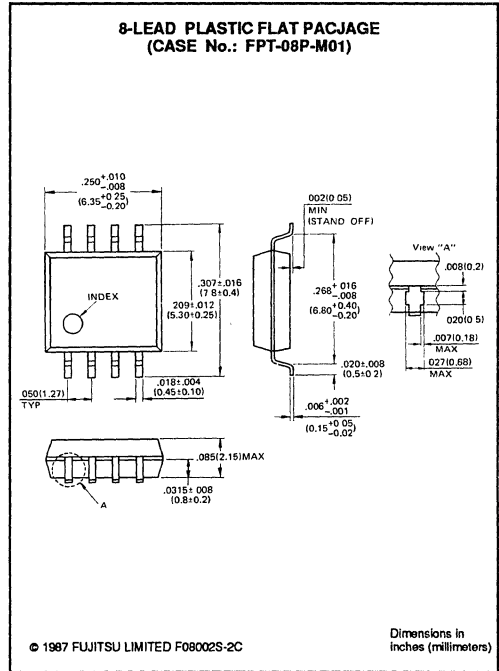 8-LEAD PLASTIC FLAT PACJAGE
(CASE No.: FPT-08P-M01)
.250 +.010 -.008
(6.35 +0 25 -0.20)
002(0 05)
MIN
(STAND OFF)
View "A"
.008(0.2)
INDEX
.307±.016
(7 8±0.4)
209±.012
(5.30±0.25)
.268 + 016 -.008
(6.80 +0.40 -0.20)
020(0 5)
.007(0.18)
MAX
027(0.68)
MAX
050(1.27)
TYP
.018±.004
(0.45±0.10)
.020±.008
(0.5±0 2)
.006 +.002 -.001
(0.15 +0 05 -0.02)
.085(2.15)MAX
.0315± 008
(0.8±0.2)
A
© 1987 FUJITSU LIMITED F08002S-2C
Dimensions in
inches (millimeters)